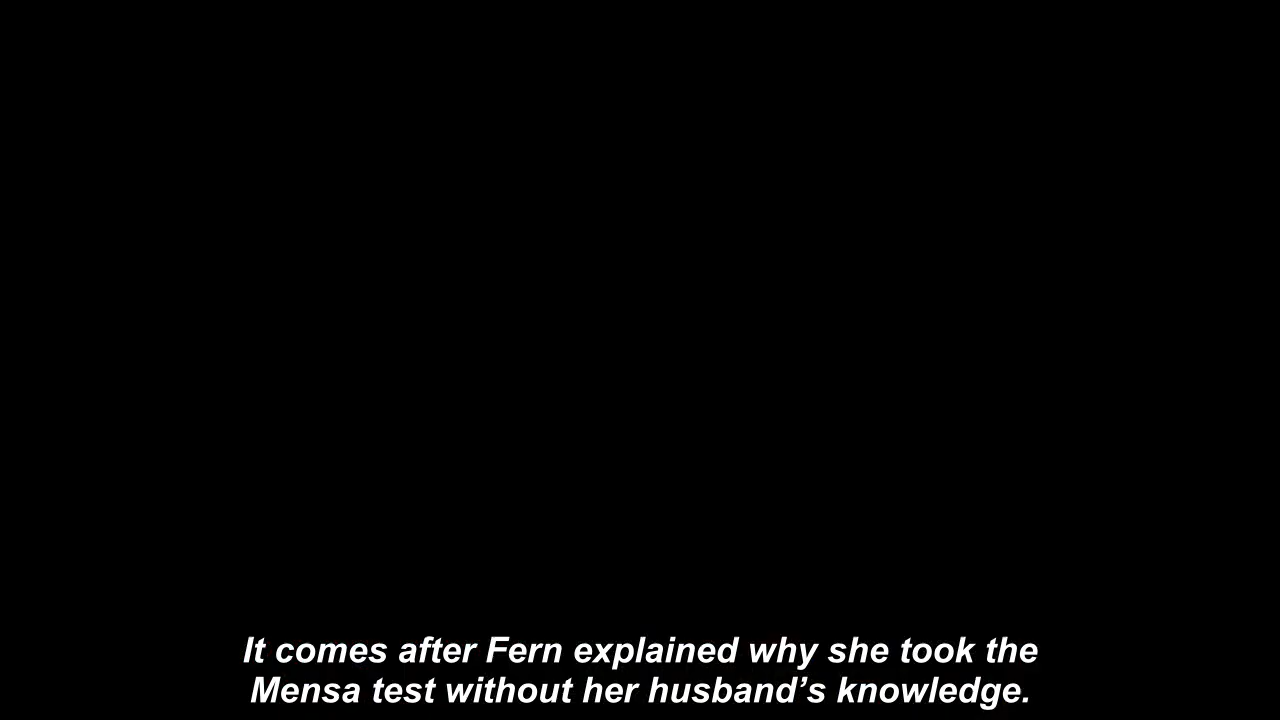 It comes after Fern explained why she took the
Mensa test without her husband’s knowledge.